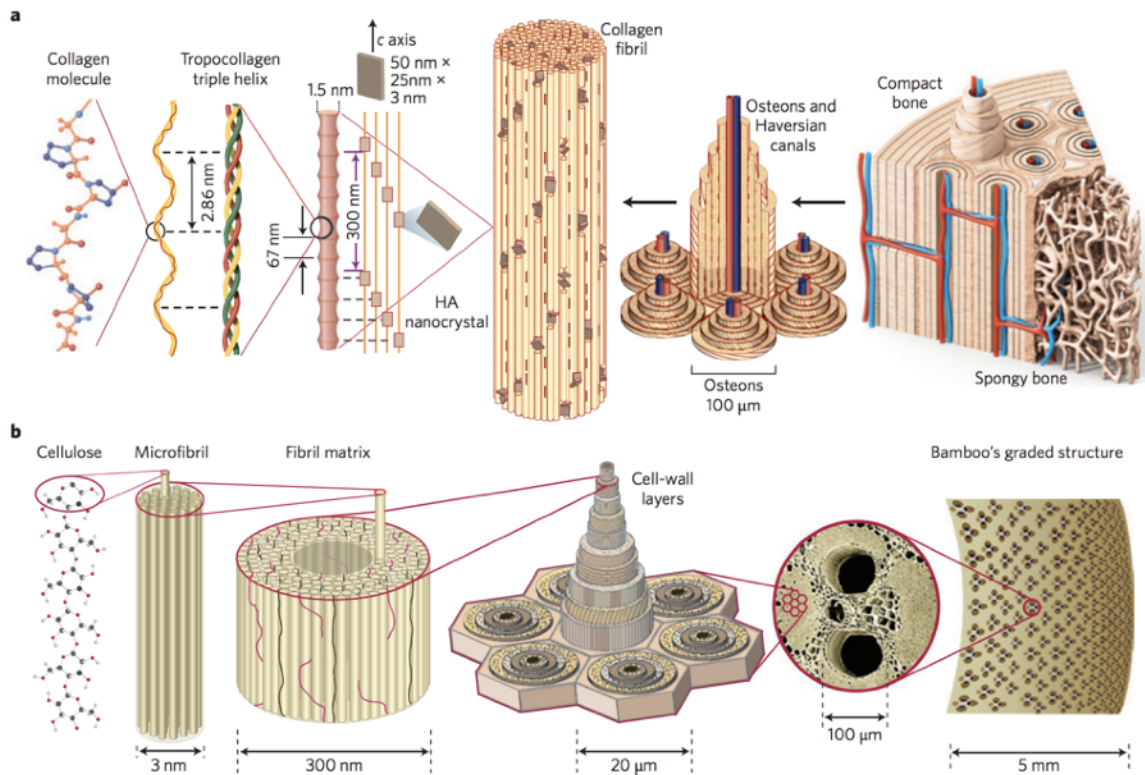 a
Collagen
molecule
Tropocollagen
triple helix
2.86 nm
1.5 nm
67 nm
c axis
50 nm ×
25nm ×
3 nm
300 nm
HA
nanocrystal
Collagen
fibril
Osteons and
Haversian
canals
Osteons
100 μm
Compact
bone
Spongy bone
b
Cellulose
Microfibril
3 nm
Fibril matrix
300 nm
Cell-wall
layers
20 μm
100 μm
Bamboo's graded structure
5 mm